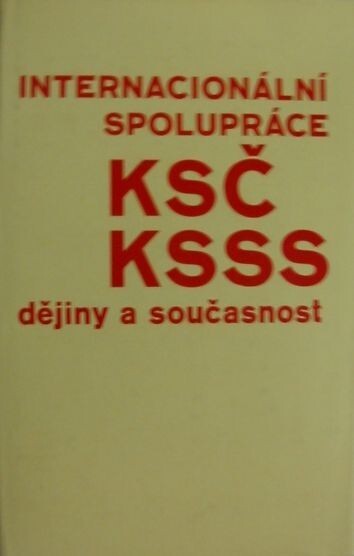 INTERNACIONÁLNÍ
SPOLUPRÁCE
KSČ
KSSS
dějiny a současnost